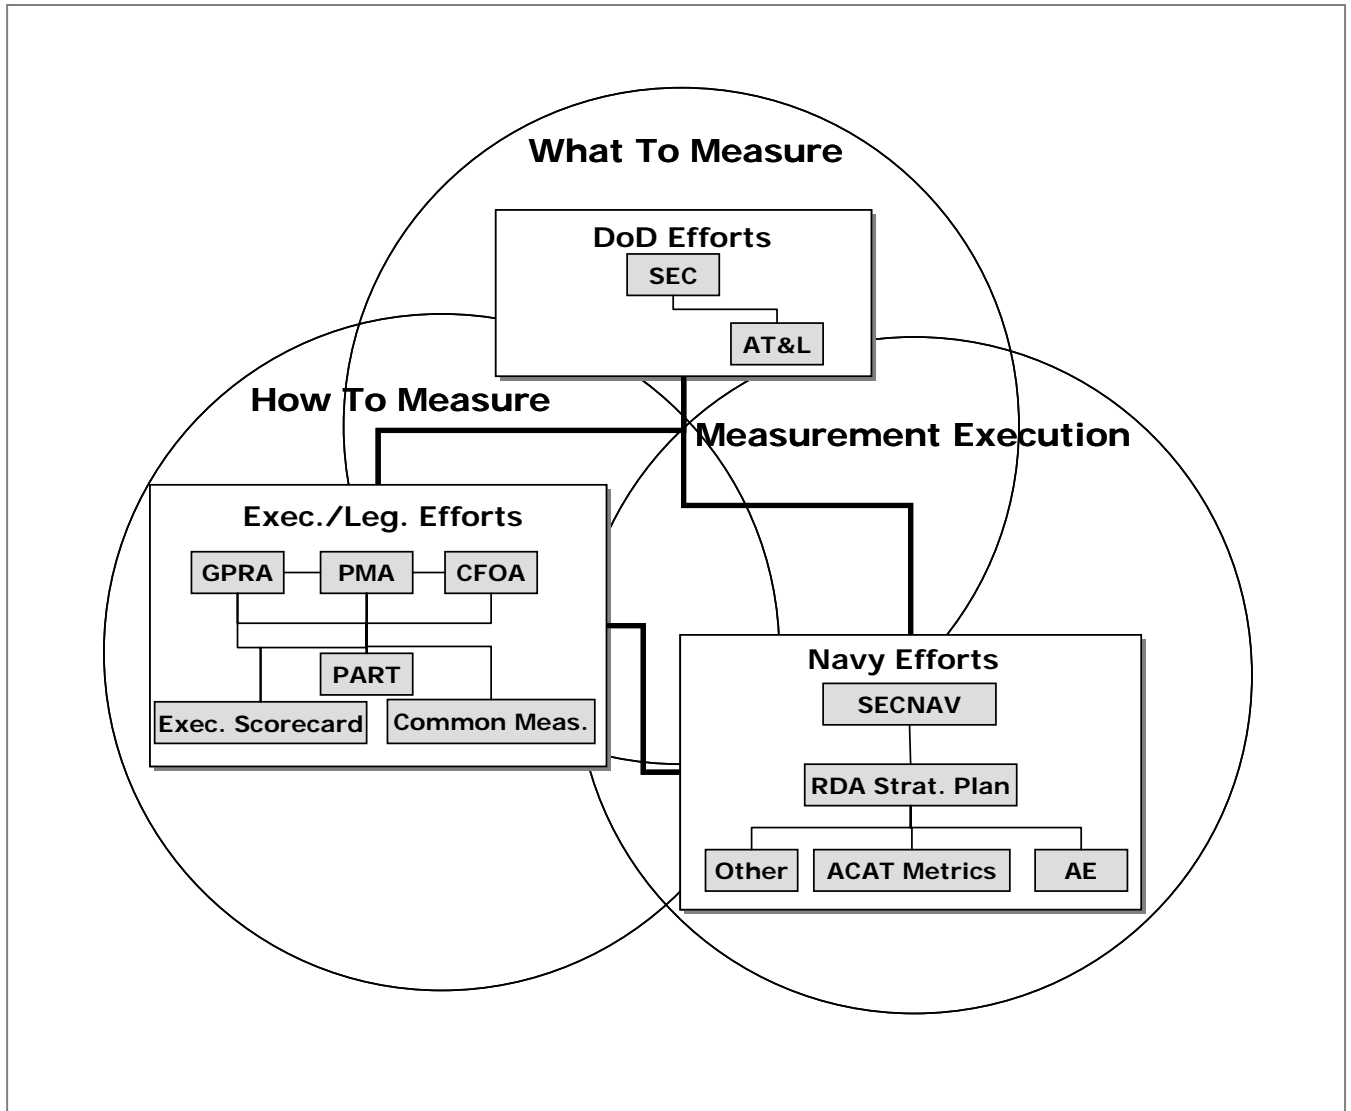 What To Measure
DoD Efforts
SEC
AT&L
How To Measure
Measurement Execution
Exec./Leg. Efforts
GPRA
PMA
CFOA
PART
Exec. Scorecard
Common Meas.
Navy Efforts
SECNAV
RDA Strat. Plan
Other
ACAT Metrics
AE